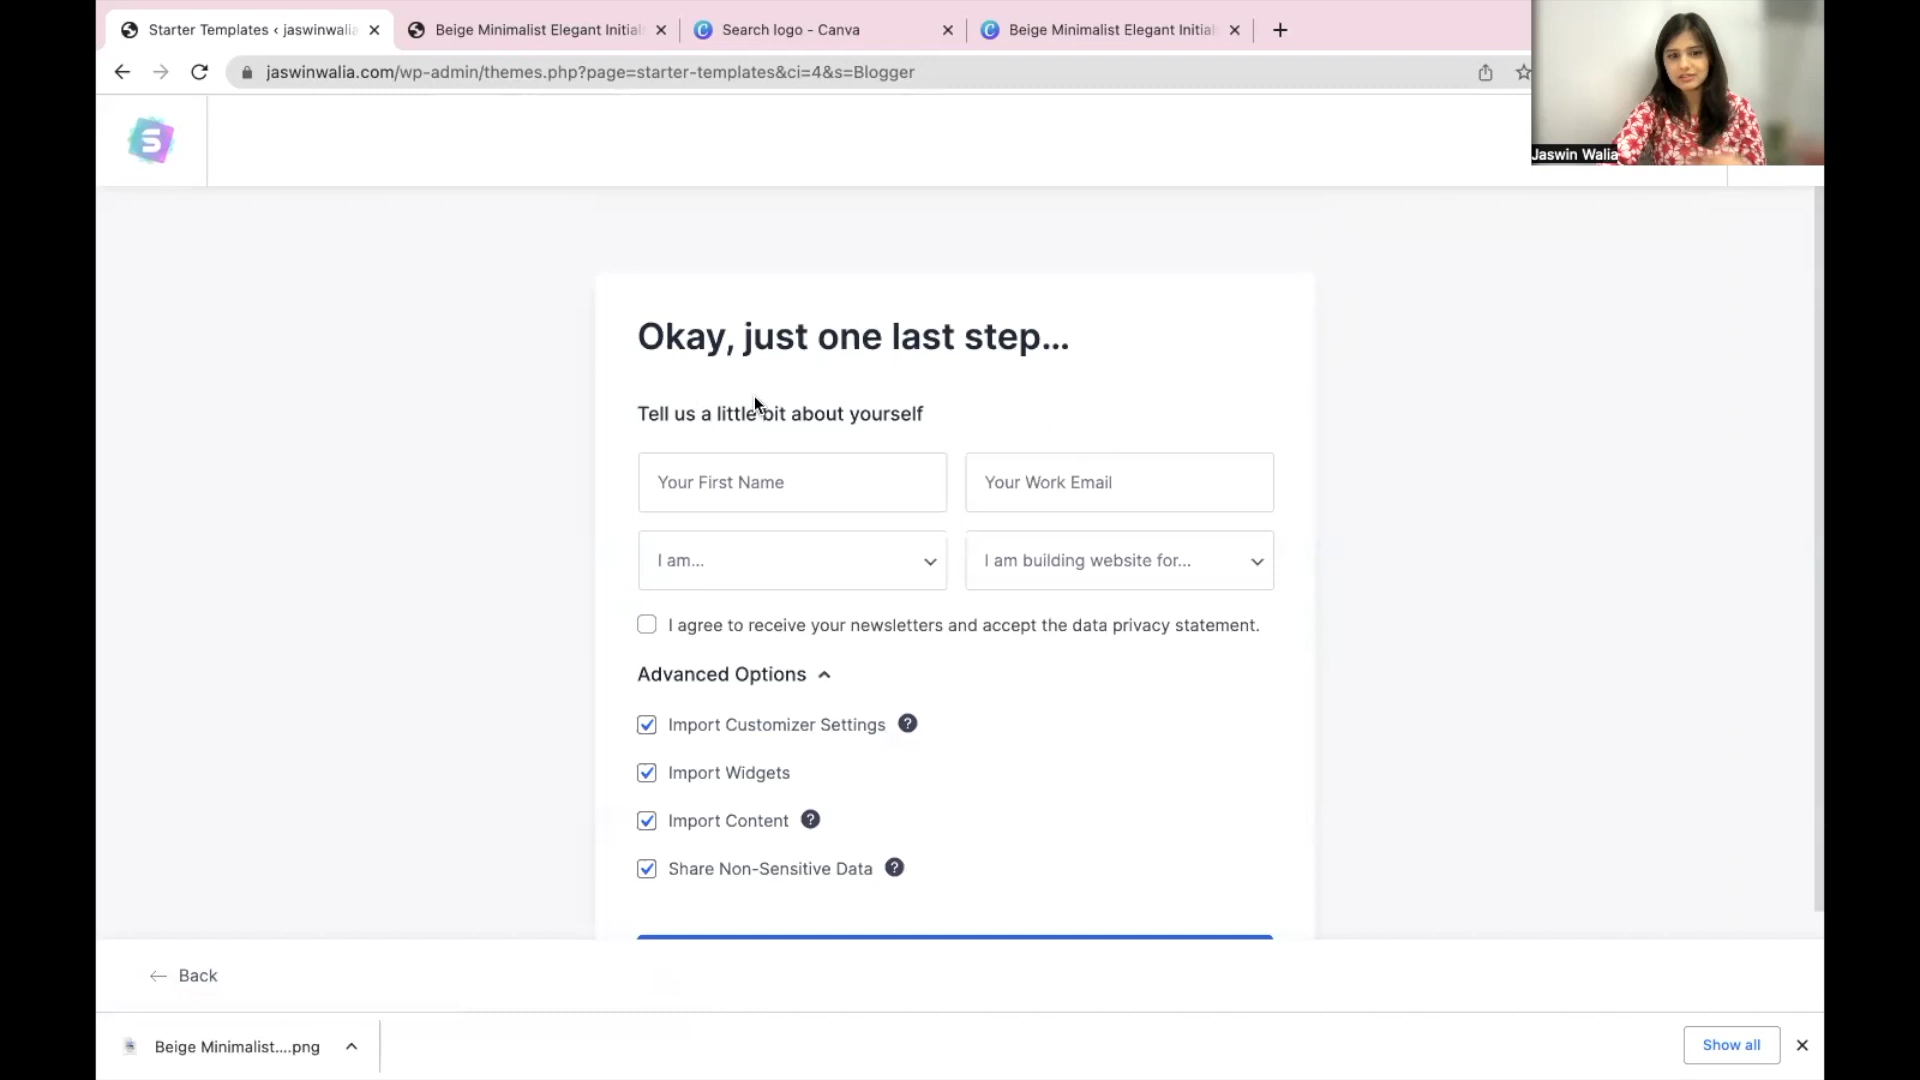 Starter Templates ‹ jaswinwalia
Beige Minimalist Elegant Initial
Search logo - Canva
Beige Minimalist Elegant Initial
jaswinwalia.com/wp-admin/themes.php?page=starter-templates&ci=4&s=Blogger
Jaswin Walia
S
Okay, just one last step...
Tell us a little bit about yourself
Your First Name
Your Work Email
I am...
I am building website for...
I agree to receive your newsletters and accept the data privacy statement.
Advanced Options
Import Customizer Settings ?
Import Widgets
Import Content ?
Share Non-Sensitive Data ?
← Back
Beige Minimalist....png
Show all